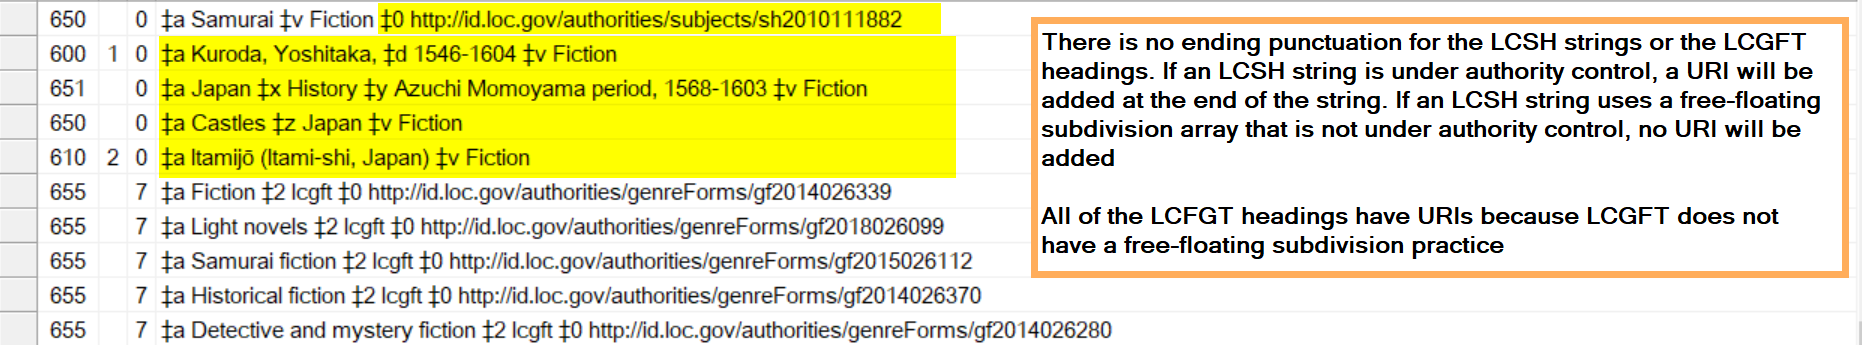 650 0 ‡a Samurai ‡v Fiction ‡0 http://id.loc.gov/authorities/subjects/sh2010111882
600 1 0 ‡a Kuroda, Yoshitaka, ‡d 1546-1604 ‡v Fiction
651 0 ‡a Japan ‡x History ‡y Azuchi Momoyama period, 1568-1603 ‡v Fiction
650 0 ‡a Castles ‡z Japan ‡v Fiction
610 2 0 ‡a Itamijō (Itami-shi, Japan) ‡v Fiction
655 7 ‡a Fiction ‡2 lcgft ‡0 http://id.loc.gov/authorities/genreForms/gf2014026339
655 7 ‡a Light novels ‡2 lcgft ‡0 http://id.loc.gov/authorities/genreForms/gf2018026099
655 7 ‡a Samurai fiction ‡2 lcgft ‡0 http://id.loc.gov/authorities/genreForms/gf2015026112
655 7 ‡a Historical fiction ‡2 lcgft ‡0 http://id.loc.gov/authorities/genreForms/gf2014026370
655 7 ‡a Detective and mystery fiction ‡2 lcgft ‡0 http://id.loc.gov/authorities/genreForms/gf2014026280
There is no ending punctuation for the LCSH strings or the LCGFT
headings. If an LCSH string is under authority control, a URI will be
added at the end of the string. If an LCSH string uses a free-floating
subdivision array that is not under authority control, no URI will be
added
All of the LCFGT headings have URIs because LCGFT does not
have a free-floating subdivision practice